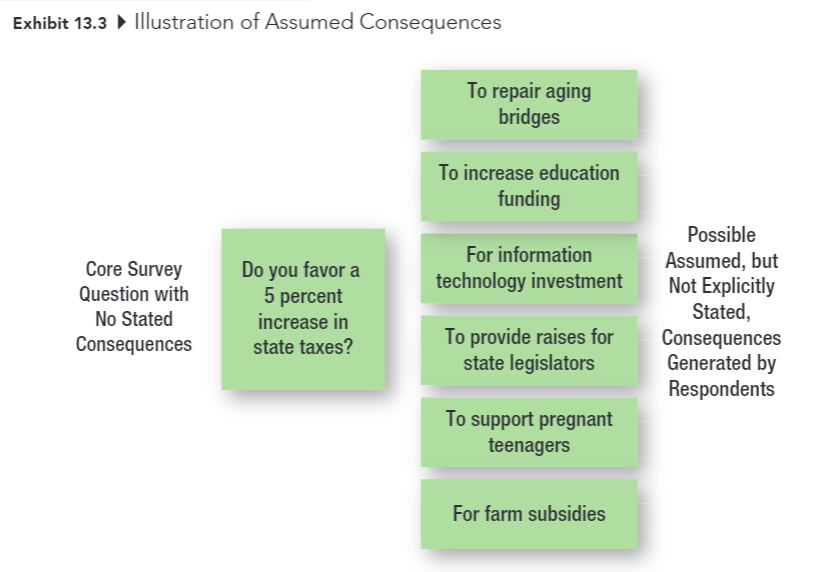 Exhibit 13.3 ▶ Illustration of Assumed Consequences
Core Survey
Question with
No Stated
Consequences
Do you favor a
5 percent
increase in
state taxes?
To repair aging
bridges
To increase education
funding
For information
technology investment
To provide raises for
state legislators
To support pregnant
teenagers
For farm subsidies
Possible
Assumed, but
Not Explicitly
Stated,
Consequences
Generated by
Respondents